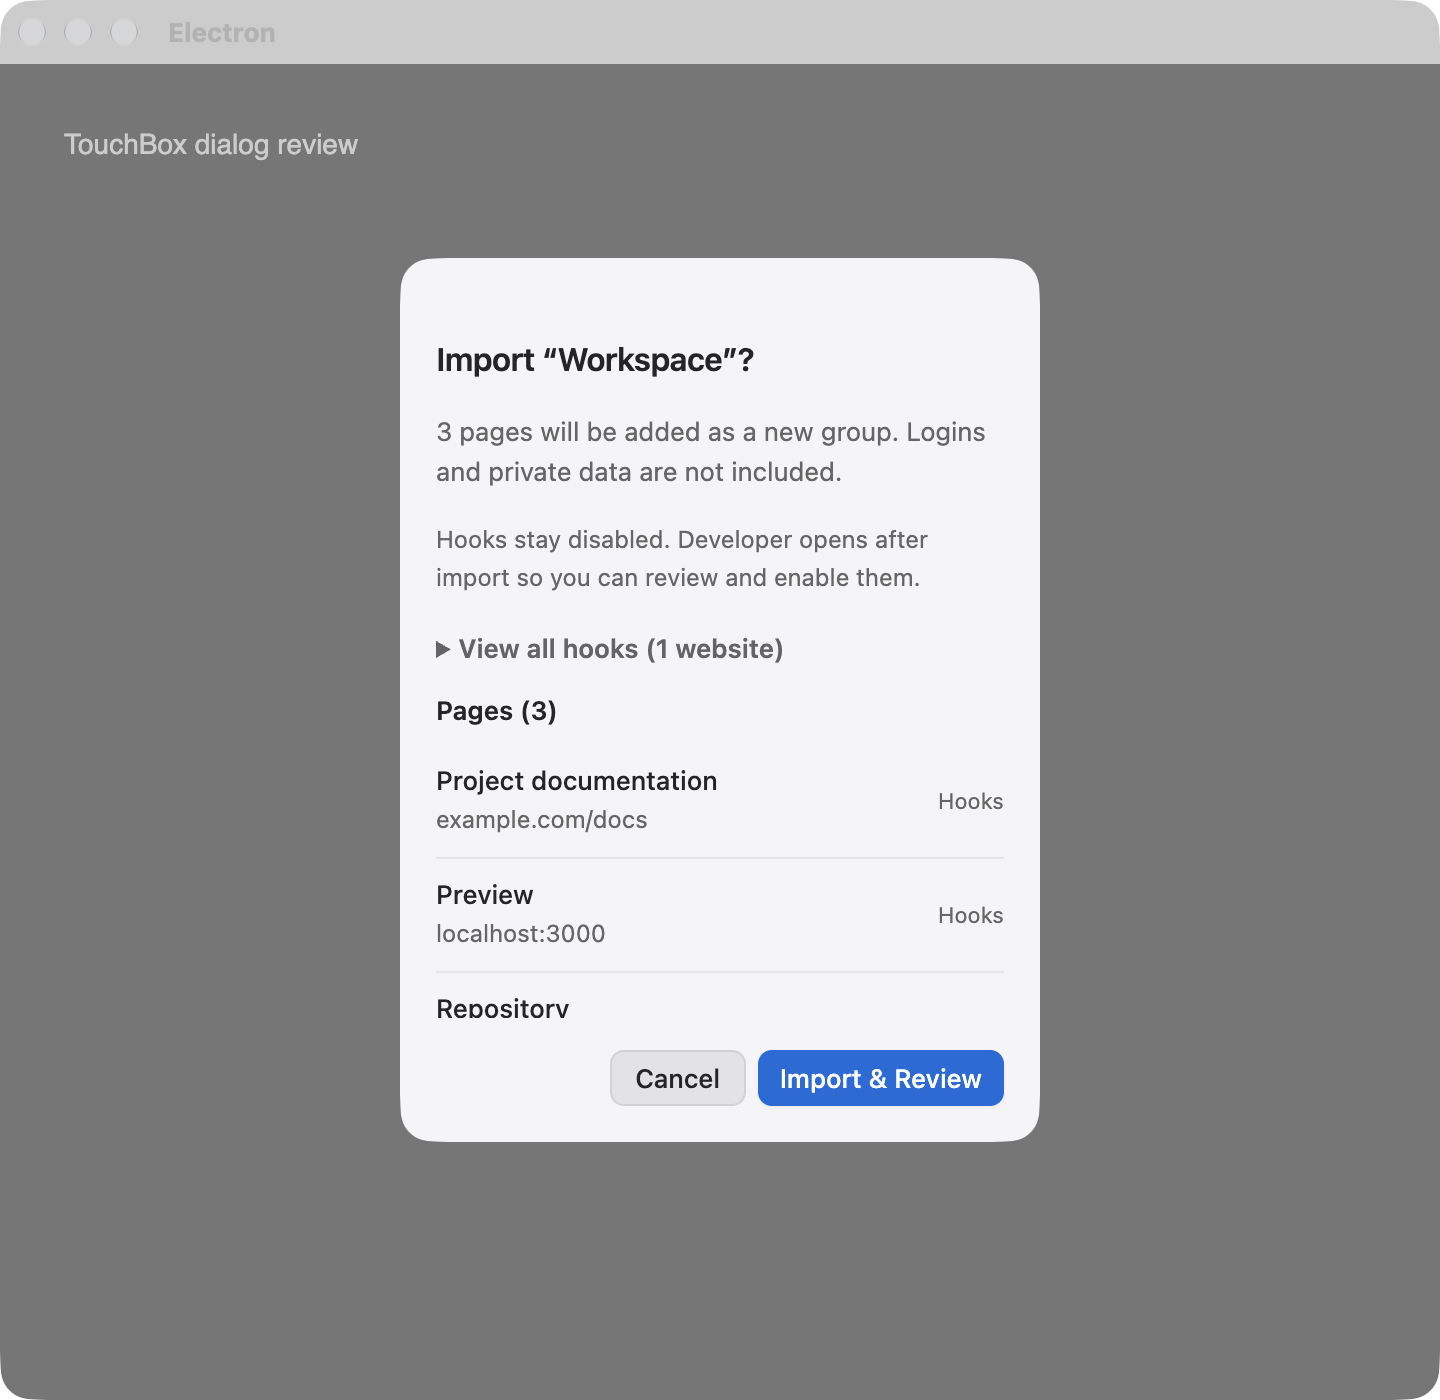 Electron
TouchBox dialog review
Import “Workspace”?
3 pages will be added as a new group. Logins
and private data are not included.
Hooks stay disabled. Developer opens after
import so you can review and enable them.
View all hooks (1 website)
Pages (3)
Project documentation
example.com/docs
Hooks
Preview
localhost:3000
Hooks
Repository
Cancel
Import & Review